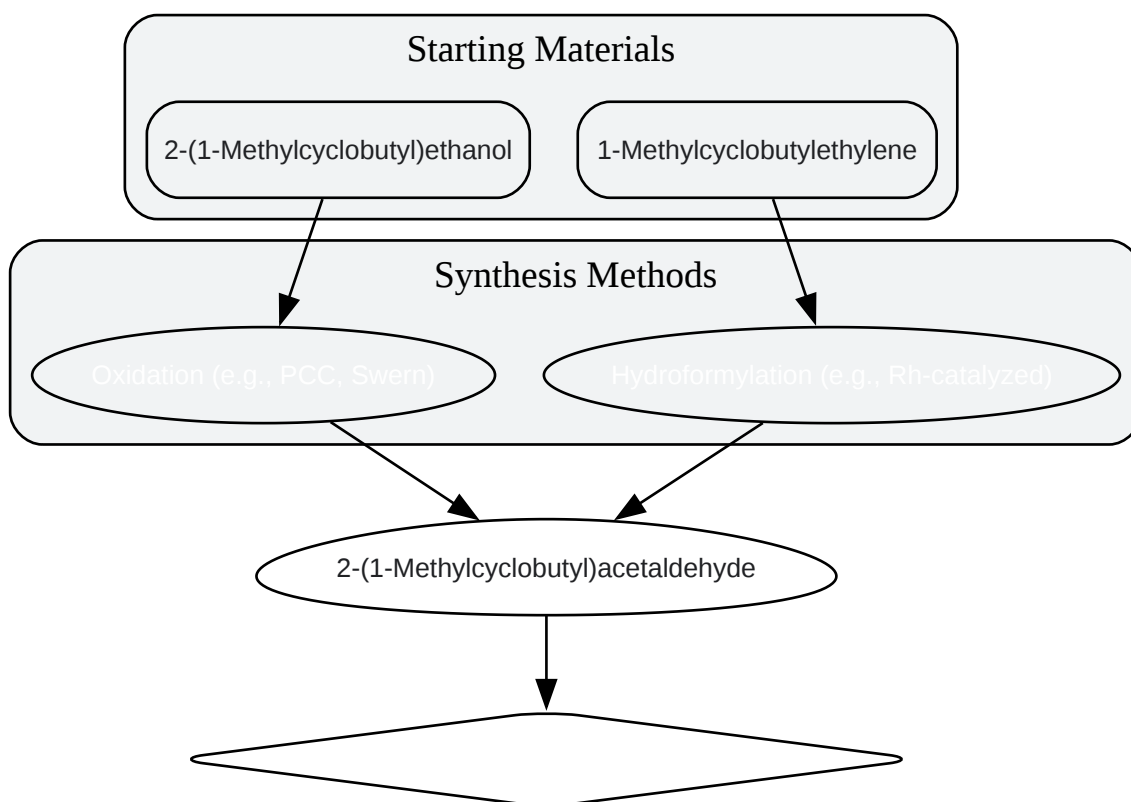 Starting Materials
2-(1-Methylcyclobutyl)ethanol
1-Methylcyclobutylethylene
Synthesis Methods
Oxidation (e.g., PCC, Swern)
Hydroformylation (e.g., Rh-catalyzed)
2-(1-Methylcyclobutyl)acetaldehyde